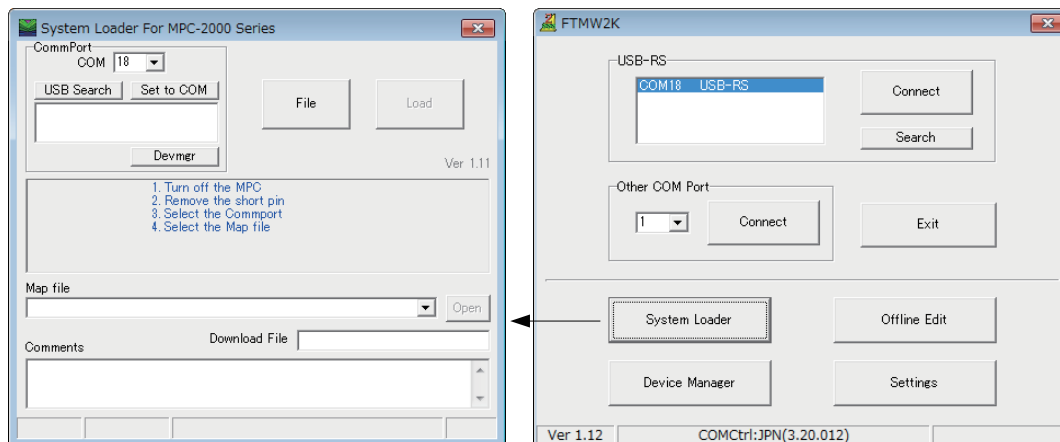 System Loader For MPC-2000 Series
CommPort
COM 18
USB Search Set to COM
Devmgr
File
Load
Ver 1.11
1. Turn off the MPC
2. Remove the short pin
3. Select the Commport
4. Select the Map file
Map file
Open
Download File
Comments
FTMW2K
USB-RS
COM18 USB-RS
Connect
Search
Other COM Port
1
Connect
Exit
System Loader
Offline Edit
Device Manager
Settings
Ver 1.12
COMCtrl:JPN(3.20.012)